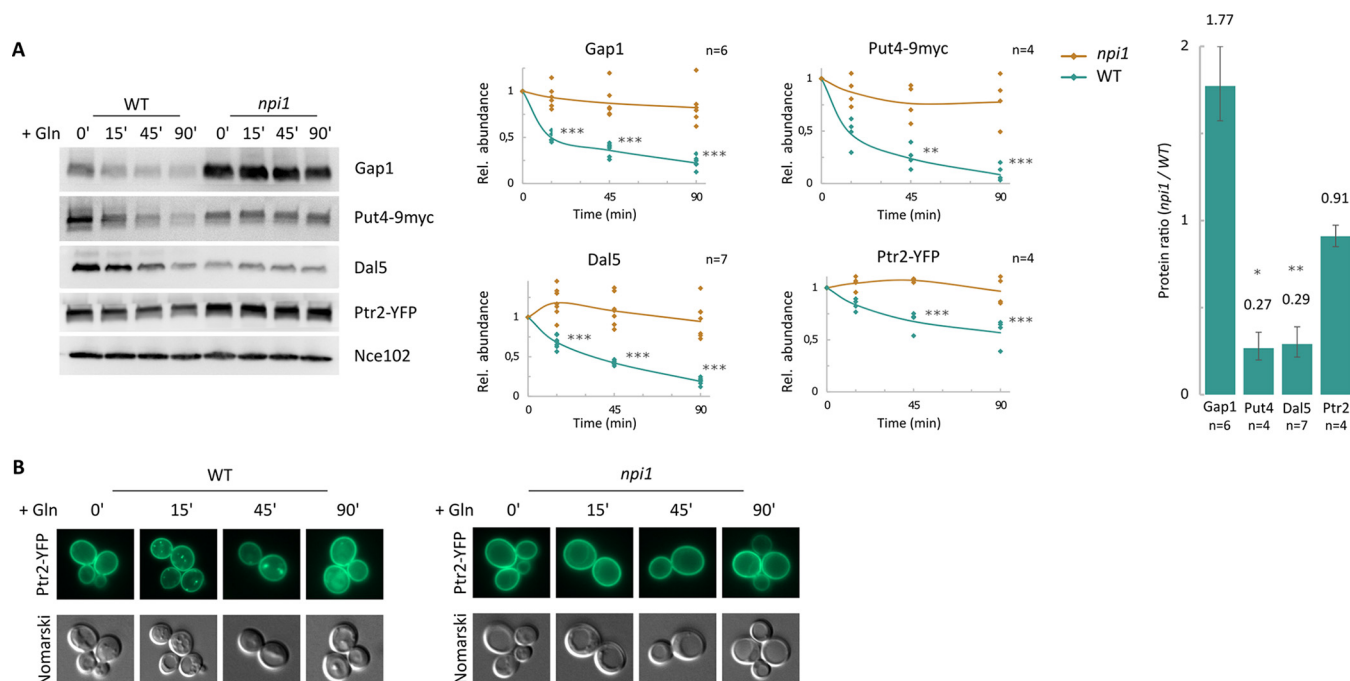 A
WT
npi1
+ Gln 0' 15' 45' 90' 0' 15' 45' 90'
Gap1
Put4-9myc
Dal5
Ptr2-YFP
Nce102
Gap1
n=6
Rel. abundance
1
0,5
0
***
***
***
0
45
90
Time (min)
Put4-9myc
n=4
Rel. abundance
1
0,5
0
***
**
***
0
45
90
Time (min)
npi1
WT
Dal5
n=7
Rel. abundance
1
0,5
0
***
***
***
0
45
90
Time (min)
Ptr2-YFP
n=4
Rel. abundance
1
0,5
0
***
***
0
45
90
Time (min)
1.77
Protein ratio (npi1 / WT)
2
1
0
*
0.27
**
0.29
0.91
Gap1 Put4 Dal5 Ptr2
n=6 n=4 n=7 n=4
B
WT
+ Gln 0' 15' 45' 90'
Ptr2-YFP
Nomarski
npi1
+ Gln 0' 15' 45' 90'
Ptr2-YFP
Nomarski